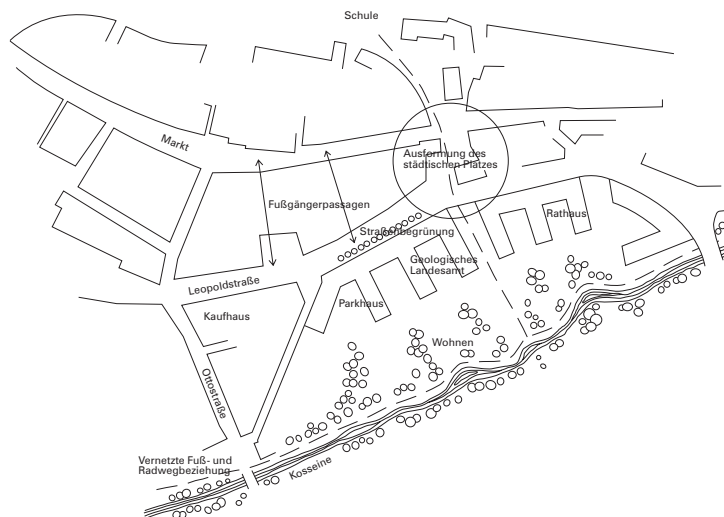 Schule
Markt
Ausformung des
städtischen Platzes
Fußgängerpassagen
Rathaus
Straßenbegrünung
Geologisches
Landesamt
Leopoldstraße
Parkhaus
Kaufhaus
Wohnen
Ottostraße
Vernetzte Fuß- und
Radwegbeziehung
Kosseine